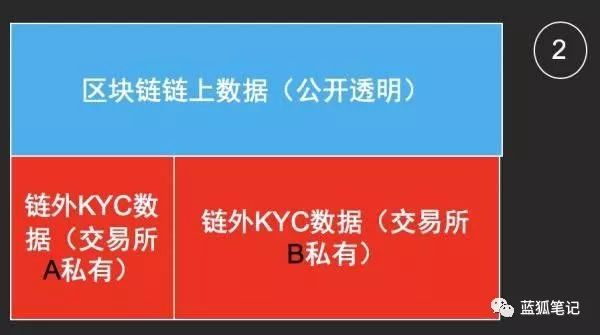 区块链链上数据（公开透明）
2
链外KYC数
据（交易所
A私有）
链外KYC数据（交易所
B私有）
蓝狐笔记